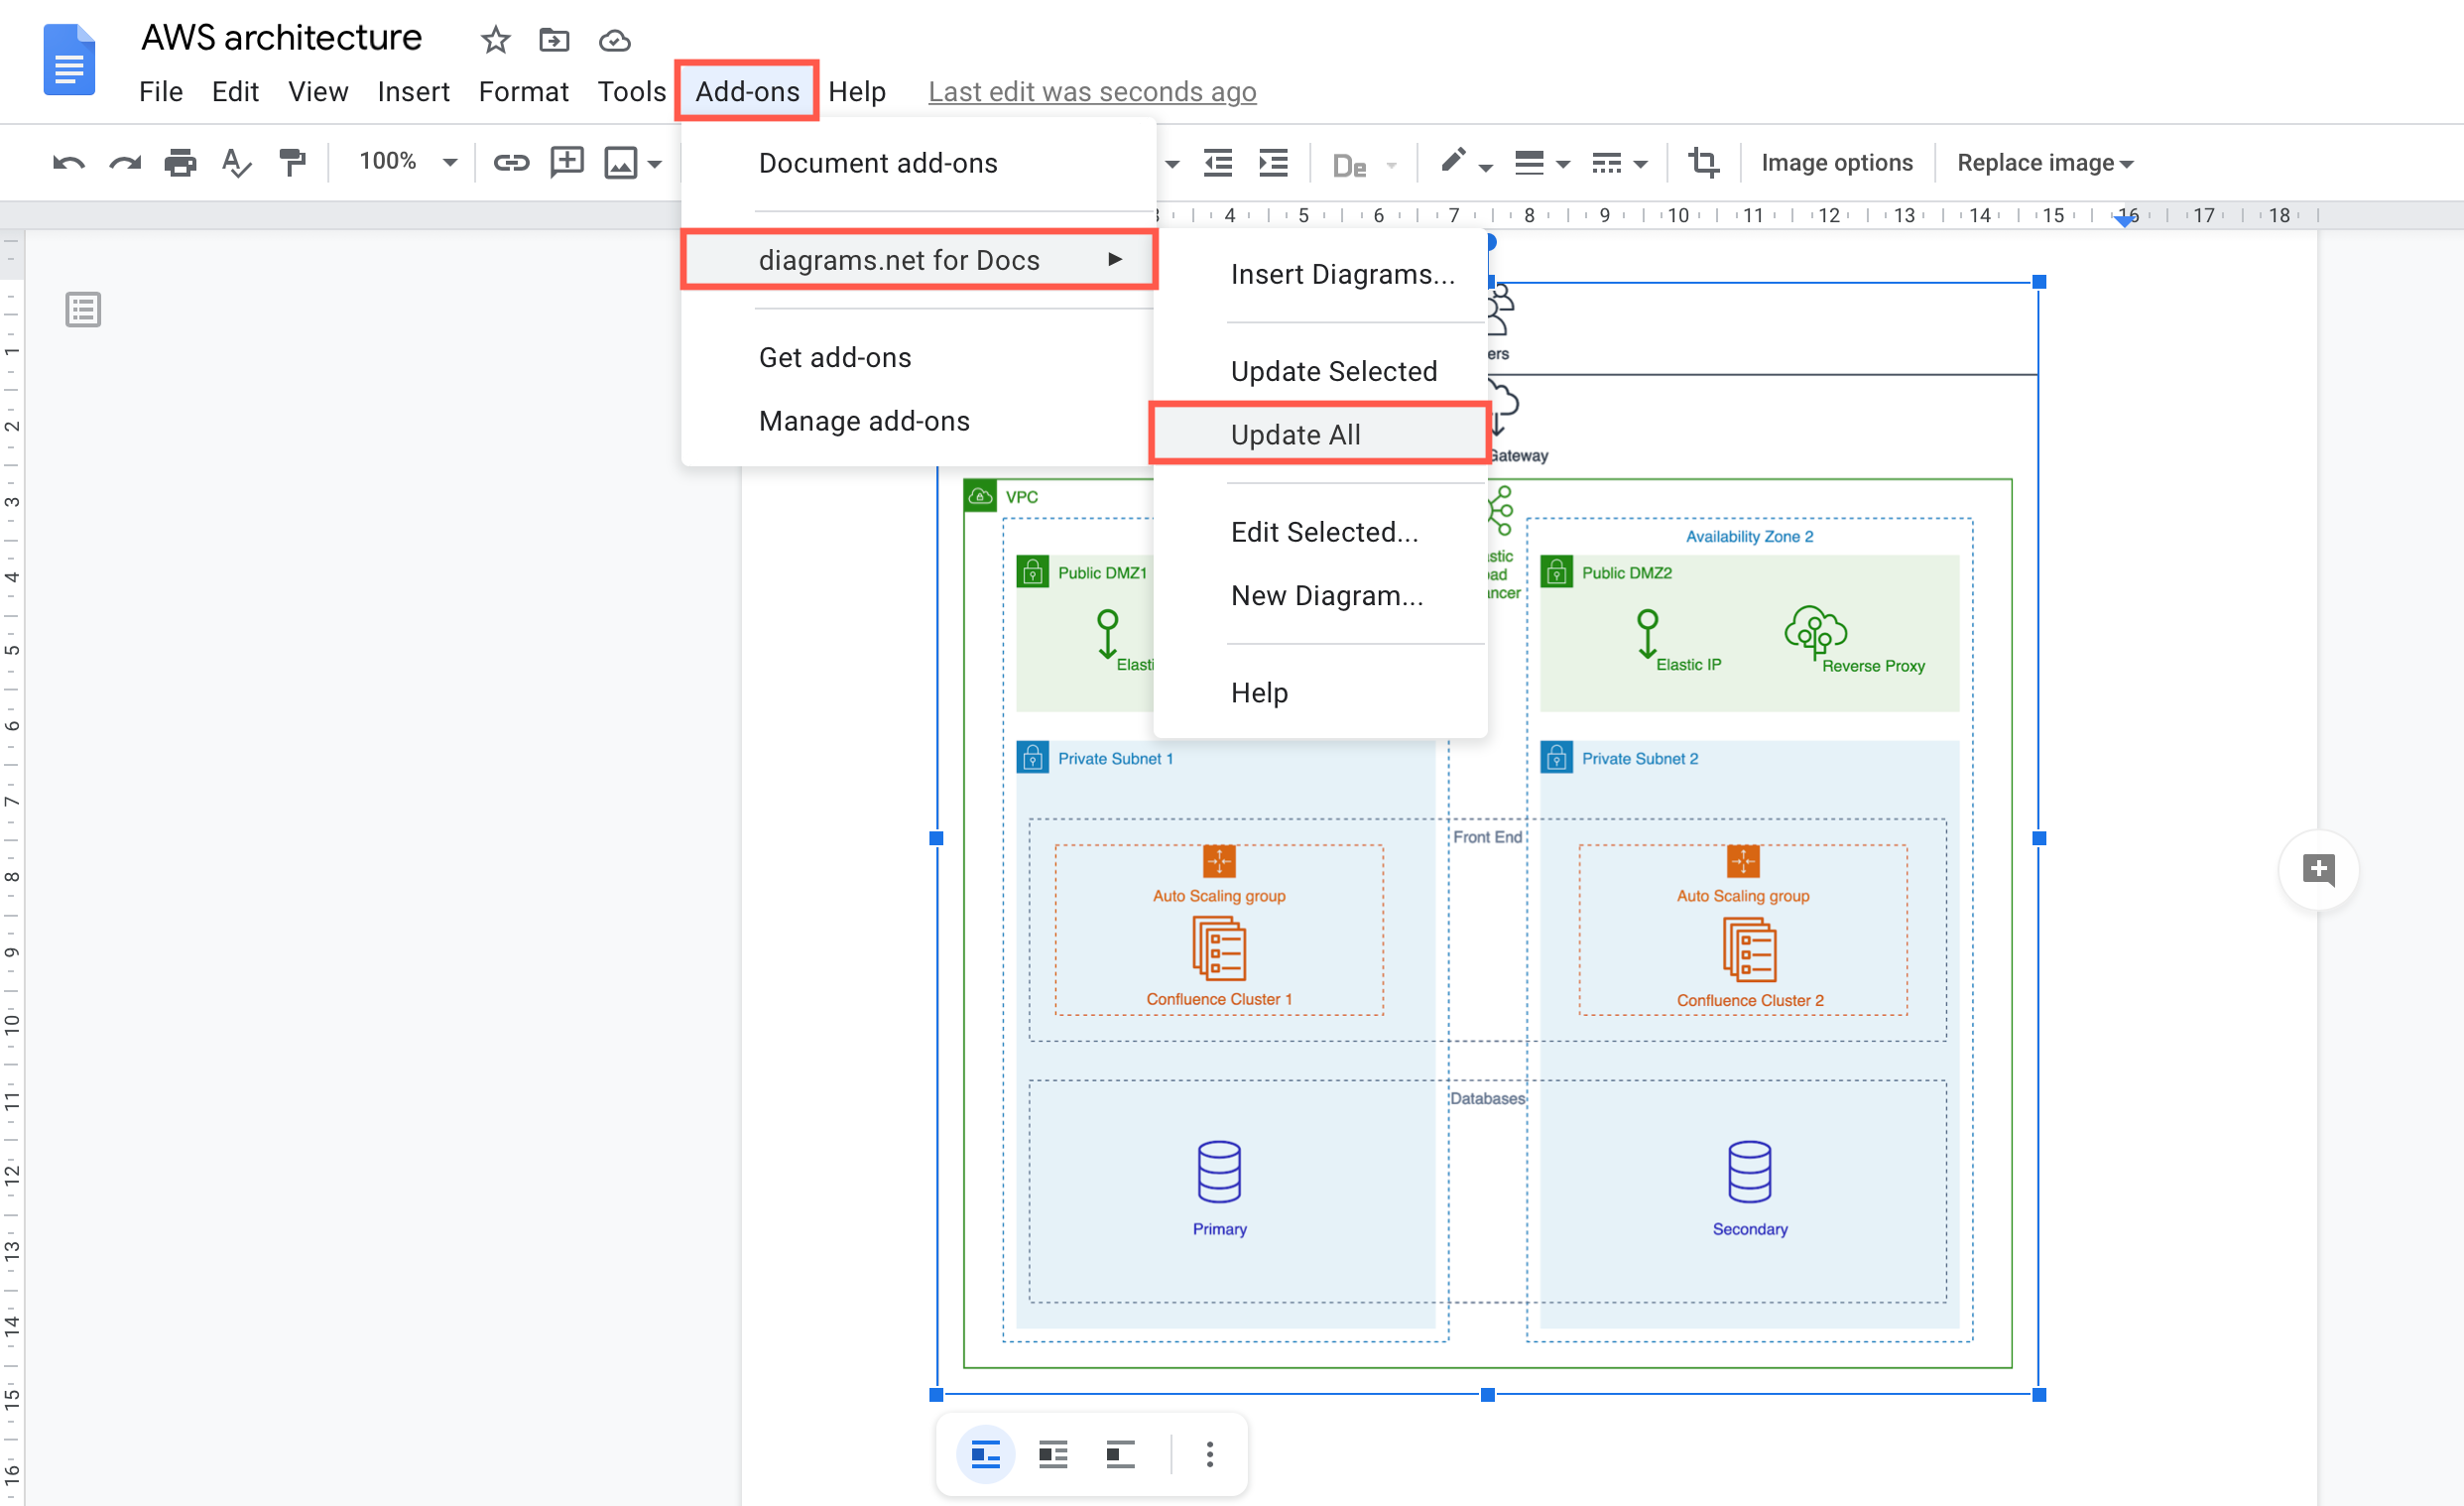 AWS architecture
File Edit View Insert Format Tools Add-ons Help Last edit was seconds ago
100% Image options Replace image
Document add-ons
diagrams.net for Docs
Get add-ons
Manage add-ons
Insert Diagrams...
Update Selected
Update All
Edit Selected...
New Diagram...
Help
4 5 6 7 8 9 10 11 12 13 14 15 16 17 18
1
2
3
4
5
6
7
8
9
10
11
12
13
14
15
16
Gateway
VPC
Availability Zone 2
Public DMZ1
Public DMZ2
Elastic IP
Reverse Proxy
Private Subnet 1
Private Subnet 2
Front End
Auto Scaling group
Auto Scaling group
Confluence Cluster 1
Confluence Cluster 2
Databases
Primary
Secondary